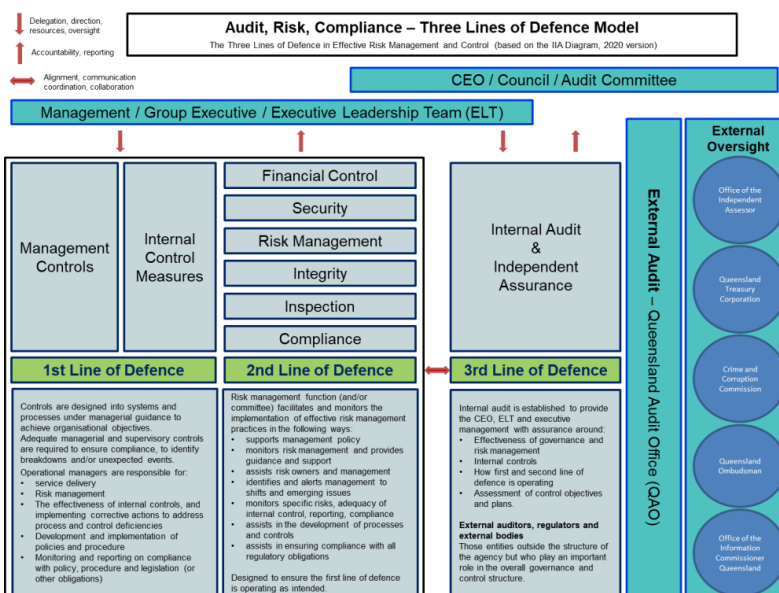 Delegation, direction,
resources, oversight
Accountability, reporting
Alignment, communication
coordination, collaboration
Audit, Risk, Compliance – Three Lines of Defence Model
The Three Lines of Defence in Effective Risk Management and Control (based on the IIA Diagram, 2020 version)
CEO / Council / Audit Committee
Management / Group Executive / Executive Leadership Team (ELT)
Management
Controls
Internal
Control
Measures
Financial Control
Security
Risk Management
Integrity
Inspection
Compliance
Internal Audit
&
Independent
Assurance
1st Line of Defence
2nd Line of Defence
3rd Line of Defence
Controls are designed into systems and
processes under managerial guidance to
achieve organisational objectives.
Adequate managerial and supervisory controls
are required to ensure compliance, to identify
breakdowns and/or unexpected events.
Operational managers are responsible for:
• service delivery
• Risk management
• The effectiveness of internal controls, and
implementing corrective actions to address
process and control deficiencies
• Development and implementation of
policies and procedure
• Monitoring and reporting on compliance
with policy, procedure and legislation (or
other obligations)
Risk management function (and/or
committee) facilitates and monitors the
implementation of effective risk management
practices in the following ways:
• supports management policy
• monitors risk management and provides
guidance and support
• assists risk owners and management
• identifies and alerts management to
shifts and emerging issues
• monitors specific risks, adequacy of
internal control, reporting, compliance
• assists in the development of processes
and controls
• assists in ensuring compliance with all
regulatory obligations
Designed to ensure the first line of defence
is operating as intended.
Internal audit is established to provide
the CEO, ELT and executive
management with assurance around:
• Effectiveness of governance and
risk management
• Internal controls
• How first and second line of
defence is operating
• Assessment of control objectives
and plans.
External auditors, regulators and
external bodies
Those entities outside the structure of
the agency but who play an important
role in the overall governance and
control structure.
External Audit – Queensland Audit Office (QAO)
External
Oversight
Office of the
Independent
Assessor
Queensland
Treasury
Corporation
Crime and
Corruption
Commission
Queensland
Ombudsman
Office of the
Information
Commissioner
Queensland